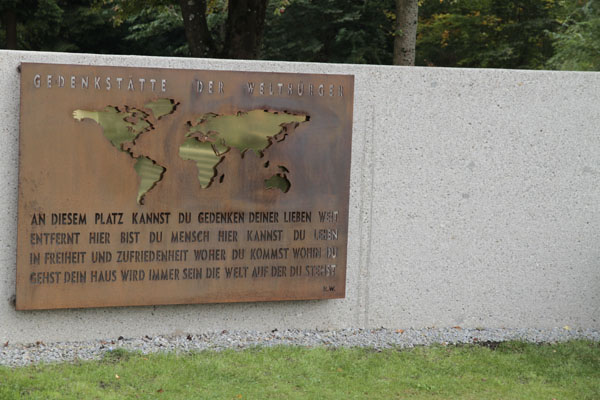 GEDENKSTÄTTE DER WELTBÜRGER
AN DIESEM PLATZ KANNST DU GEDENKEN DEINER LIEBEN WEIT
ENTFERNT HIER BIST DU MENSCH HIER KANNST DU LEBEN
IN FREIHEIT UND ZUFRIEDENHEIT WOHER DU KOMMST WOHIN DU
GEHST DEIN HAUS WIRD IMMER SEIN DIE WELT AUF DER DU STEHST